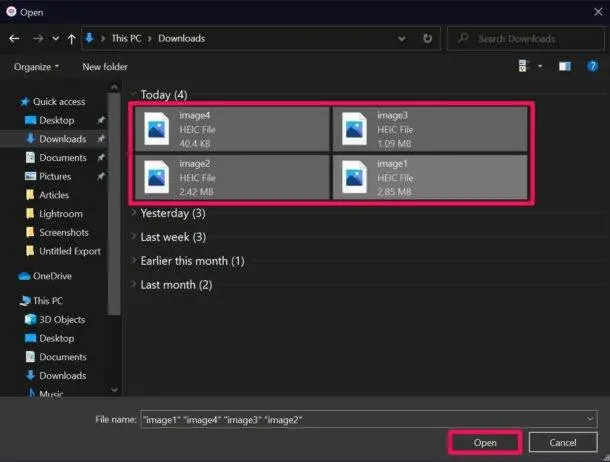 Open
This PC > Downloads
Search Downloads
Organize
New folder
Quick access
Desktop
Downloads
Documents
Pictures
Articles
Lightroom
Screenshots
Untitled Export
OneDrive
This PC
3D Objects
Desktop
Documents
Downloads
Music
Today (4)
image4
HEIC File
40.4 KB
image3
HEIC File
1.09 MB
image2
HEIC File
2.42 MB
image1
HEIC File
2.85 MB
Yesterday (3)
Last week (3)
Earlier this month (1)
Last month (2)
File name: "image1" "image4" "image3" "image2"
Open
Cancel